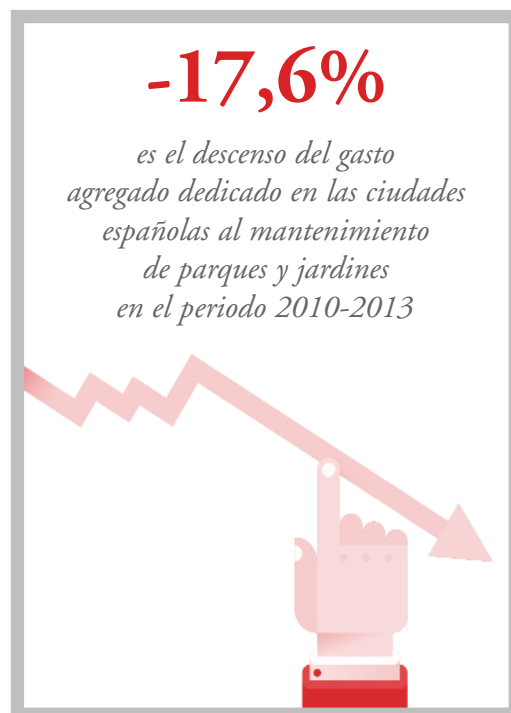 -17,6%
es el descenso del gasto
agregado dedicado en las ciudades
españolas al mantenimiento
de parques y jardines
en el periodo 2010-2013